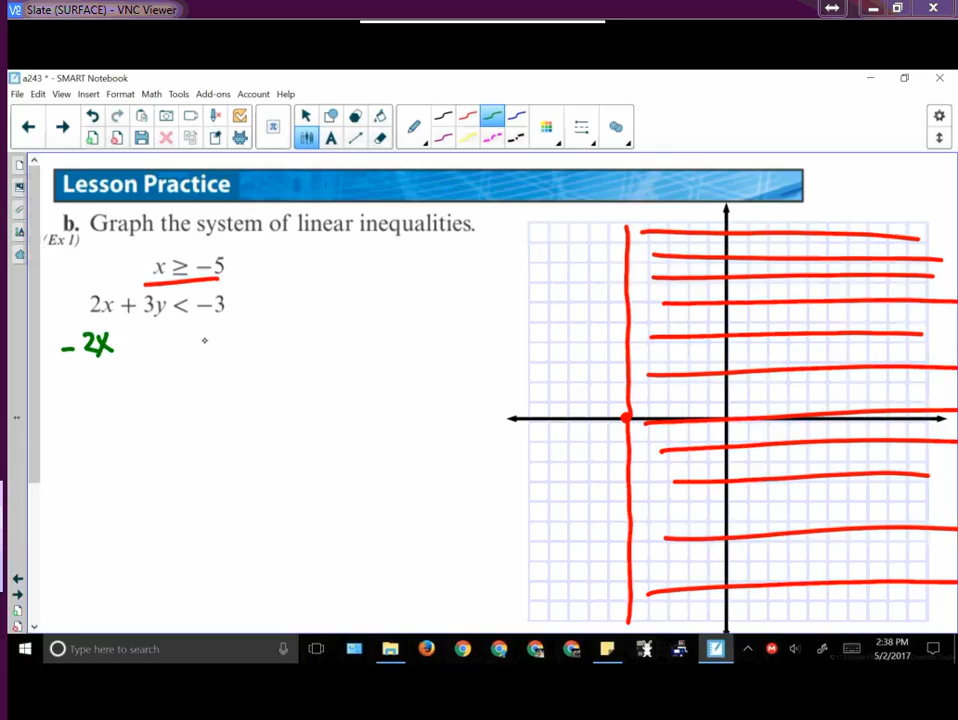 Slate (SURFACE) - VNC Viewer
a243 * - SMART Notebook
File Edit View Insert Format Math Tools Add-ons Account Help
Lesson Practice
b. Graph the system of linear inequalities.
(Ex 1)
x ≥ −5
2x + 3y < −3
- 2x
Type here to search
2:38 PM
5/2/2017